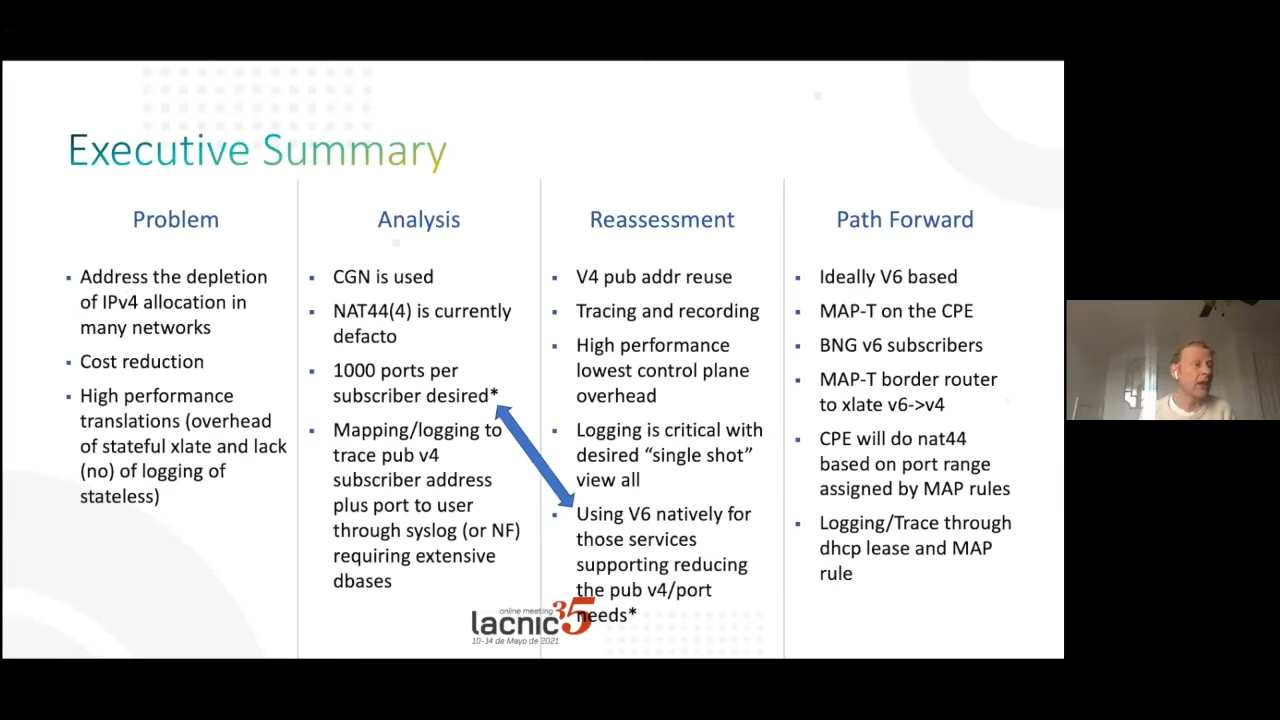 Executive Summary
Problem
Address the depletion
of IPv4 allocation in
many networks
Cost reduction
High performance
translations (overhead
of stateful xlate and lack
(no) of logging of
stateless)
Analysis
CGN is used
NAT44(4) is currently
defacto
1000 ports per
subscriber desired*
Mapping/logging to
trace pub v4
subscriber address
plus port to user
through syslog (or NF)
requiring extensive
dbases
Reassessment
V4 pub addr reuse
Tracing and recording
High performance
lowest control plane
overhead
Logging is critical with
desired “single shot”
view all
Using V6 natively for
those services
supporting reducing
the pub v4/port
needs*
Path Forward
Ideally V6 based
MAP-T on the CPE
BNG v6 subscribers
MAP-T border router
to xlate v6->v4
CPE will do nat44
based on port range
assigned by MAP rules
Logging/Trace through
dhcp lease and MAP
rule
online meeting
lacnic35
10-14 de Mayo de 2021